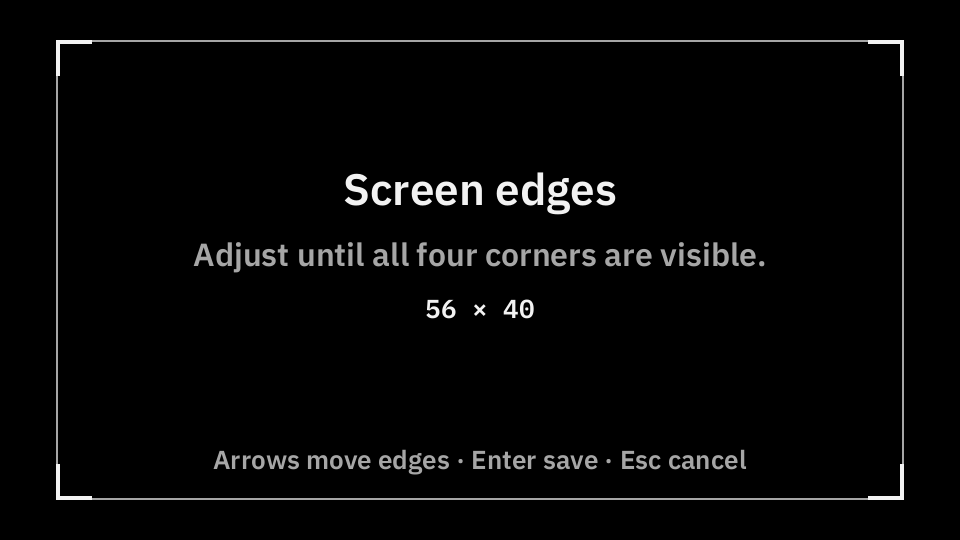 Screen edges
Adjust until all four corners are visible.
56 × 40
Arrows move edges · Enter save · Esc cancel